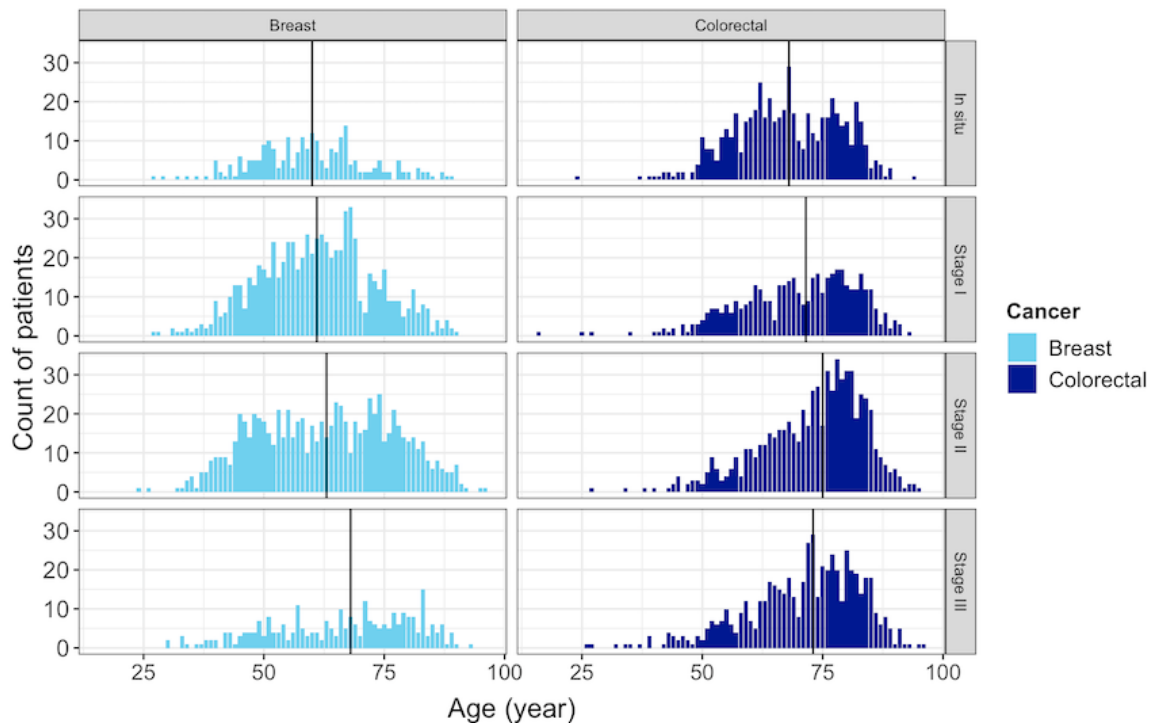 Breast
Colorectal
30
20
10
0
In situ
30
20
10
0
Stage I
30
20
10
0
Stage II
30
20
10
0
Stage III
25
50
75
100
25
50
75
100
Count of patients
Age (year)
Cancer
Breast
Colorectal